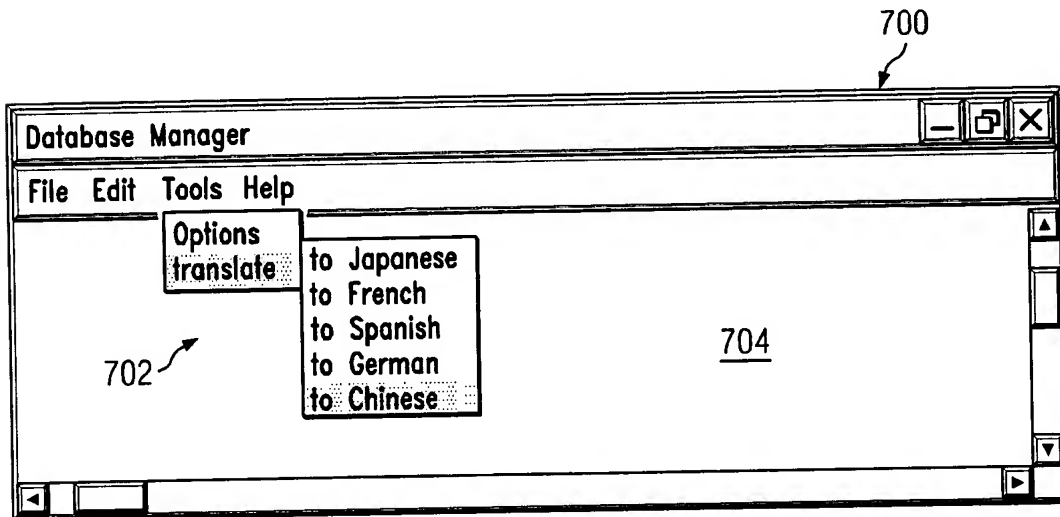 700
Database Manager
File Edit Tools Help
Options
translate
to Japanese
to French
to Spanish
to German
to Chinese
702
704